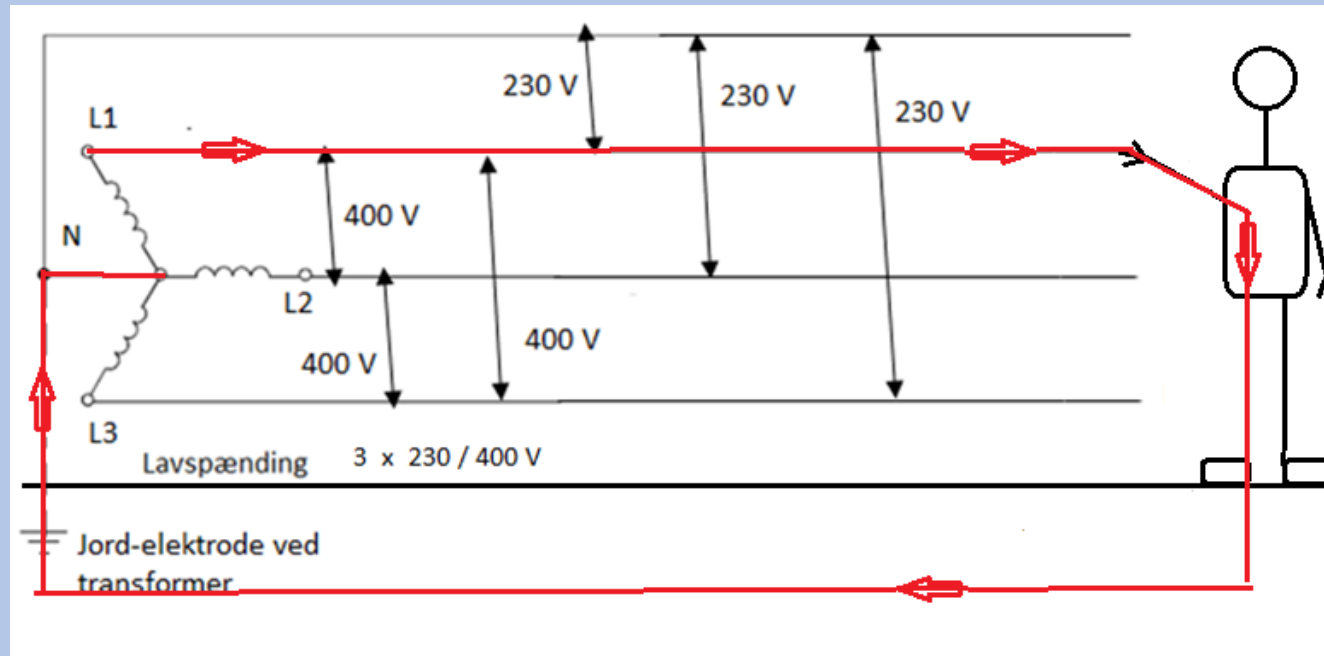 230 V
230 V
230 V
L1
400 V
N
L2
400 V
400 V
L3
Lavspænding 3 x 230 / 400 V
Jord-elektrode ved
transformer